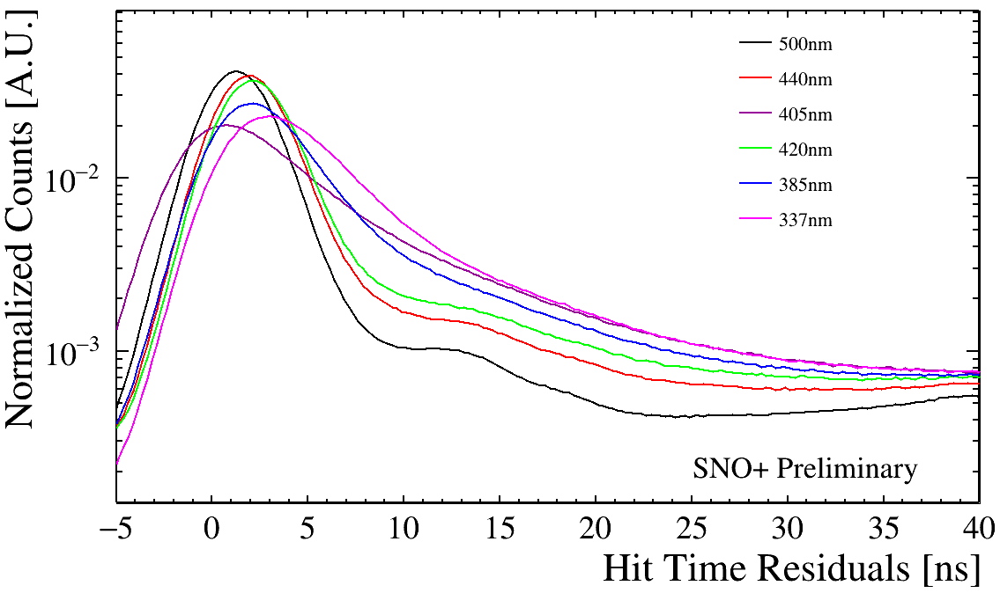 Normalized Counts [A.U.]
10⁻²
10⁻³
500nm
440nm
405nm
420nm
385nm
337nm
SNO+ Preliminary
−5 0 5 10 15 20 25 30 35 40
Hit Time Residuals [ns]